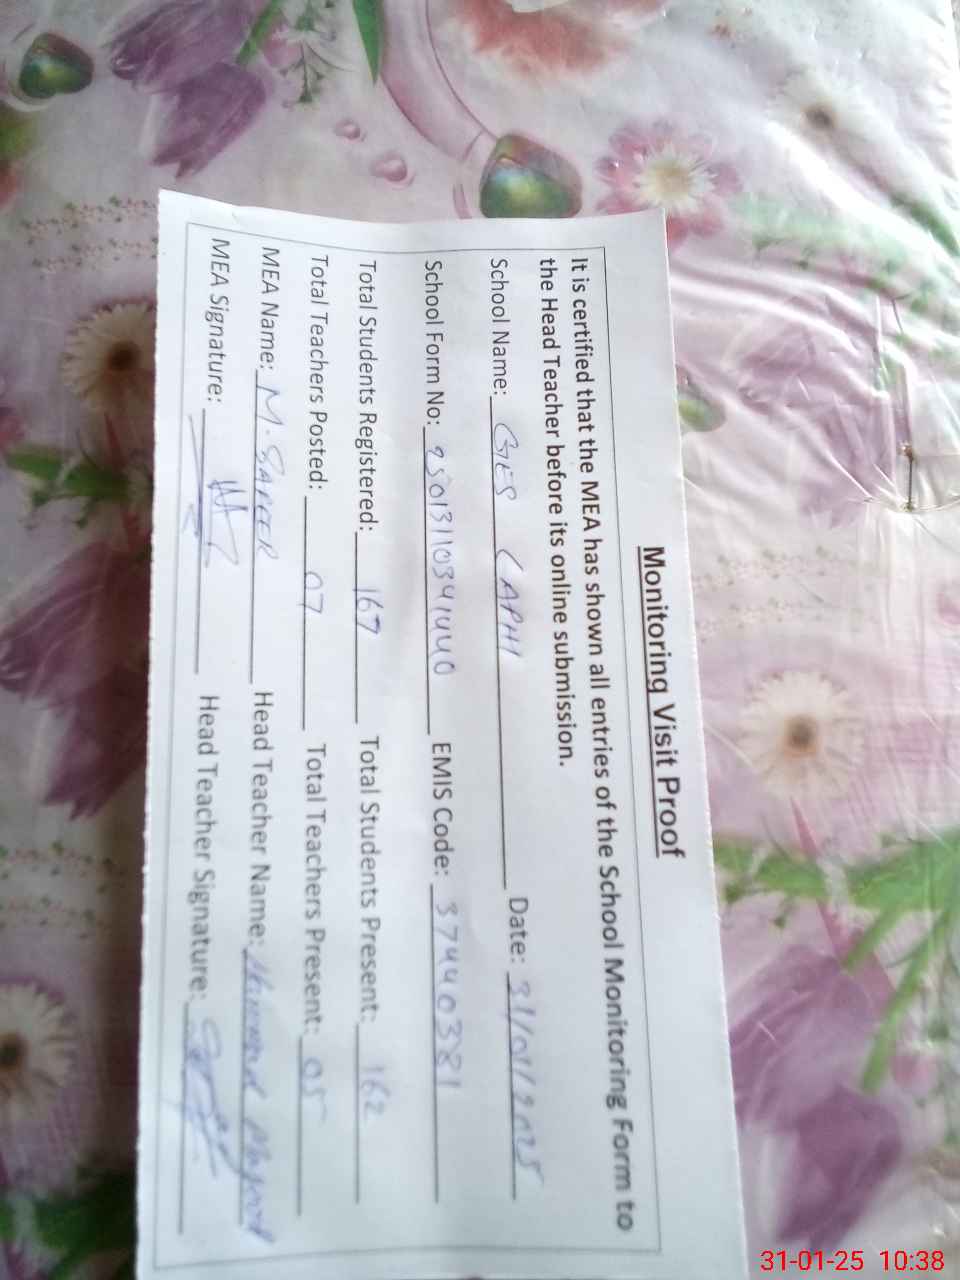 Monitoring Visit Proof
It is certified that the MEA has shown all entries of the School Monitoring Form to
the Head Teacher before its online submission.
School Name: GES LAPHI Date: 31/01/2025
School Form No: 95013110341440 EMIS Code: 37440381
Total Students Registered: 167 Total Students Present: 162
Total Teachers Posted: 07 Total Teachers Present: 05
MEA Name: M. SAFEER Head Teacher Name:
MEA Signature: Head Teacher Signature:
31-01-25 10:38